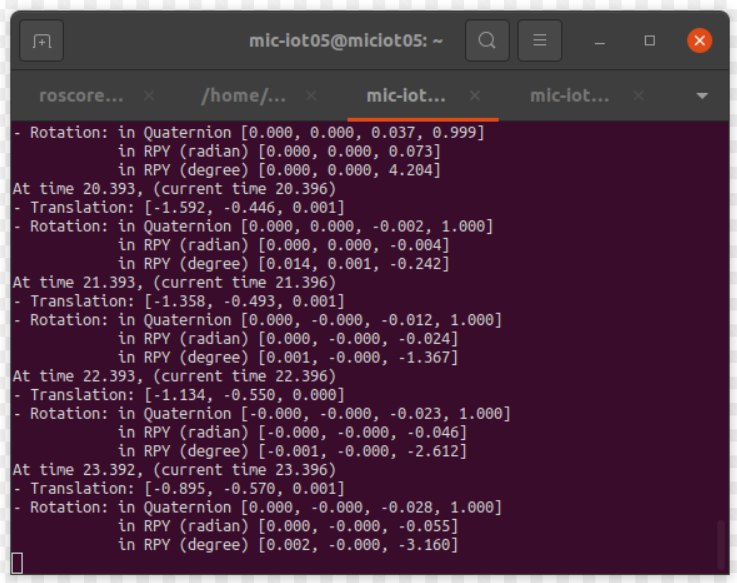 mic-iot05@miciot05: ~
roscore... × /home/... × mic-iot... × mic-iot... ×
- Rotation: in Quaternion [0.000, 0.000, 0.037, 0.999]
in RPY (radian) [0.000, 0.000, 0.073]
in RPY (degree) [0.000, 0.000, 4.204]
At time 20.393, (current time 20.396)
- Translation: [-1.592, -0.446, 0.001]
- Rotation: in Quaternion [0.000, 0.000, -0.002, 1.000]
in RPY (radian) [0.000, 0.000, -0.004]
in RPY (degree) [0.014, 0.001, -0.242]
At time 21.393, (current time 21.396)
- Translation: [-1.358, -0.493, 0.001]
- Rotation: in Quaternion [0.000, -0.000, -0.012, 1.000]
in RPY (radian) [0.000, -0.000, -0.024]
in RPY (degree) [0.001, -0.000, -1.367]
At time 22.393, (current time 22.396)
- Translation: [-1.134, -0.550, 0.000]
- Rotation: in Quaternion [-0.000, -0.000, -0.023, 1.000]
in RPY (radian) [-0.000, -0.000, -0.046]
in RPY (degree) [-0.001, -0.000, -2.612]
At time 23.392, (current time 23.396)
- Translation: [-0.895, -0.570, 0.001]
- Rotation: in Quaternion [0.000, -0.000, -0.028, 1.000]
in RPY (radian) [0.000, -0.000, -0.055]
in RPY (degree) [0.002, -0.000, -3.160]